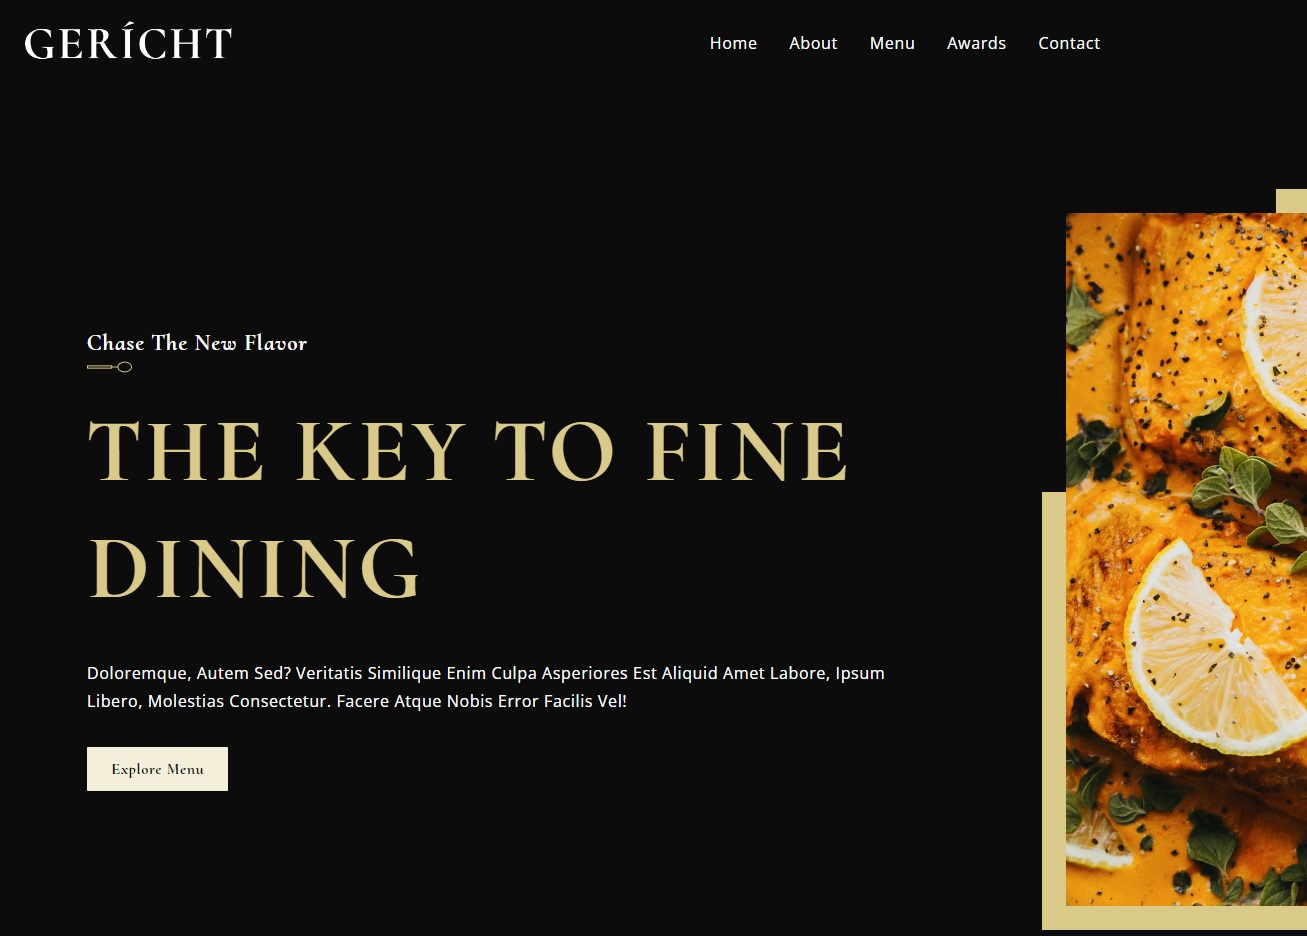 GERÍCHT
Home About Menu Awards Contact
Chase The New Flavor
THE KEY TO FINE
DINING
Doloremque, Autem Sed? Veritatis Similique Enim Culpa Asperiores Est Aliquid Amet Labore, Ipsum
Libero, Molestias Consectetur. Facere Atque Nobis Error Facilis Vel!
Explore Menu